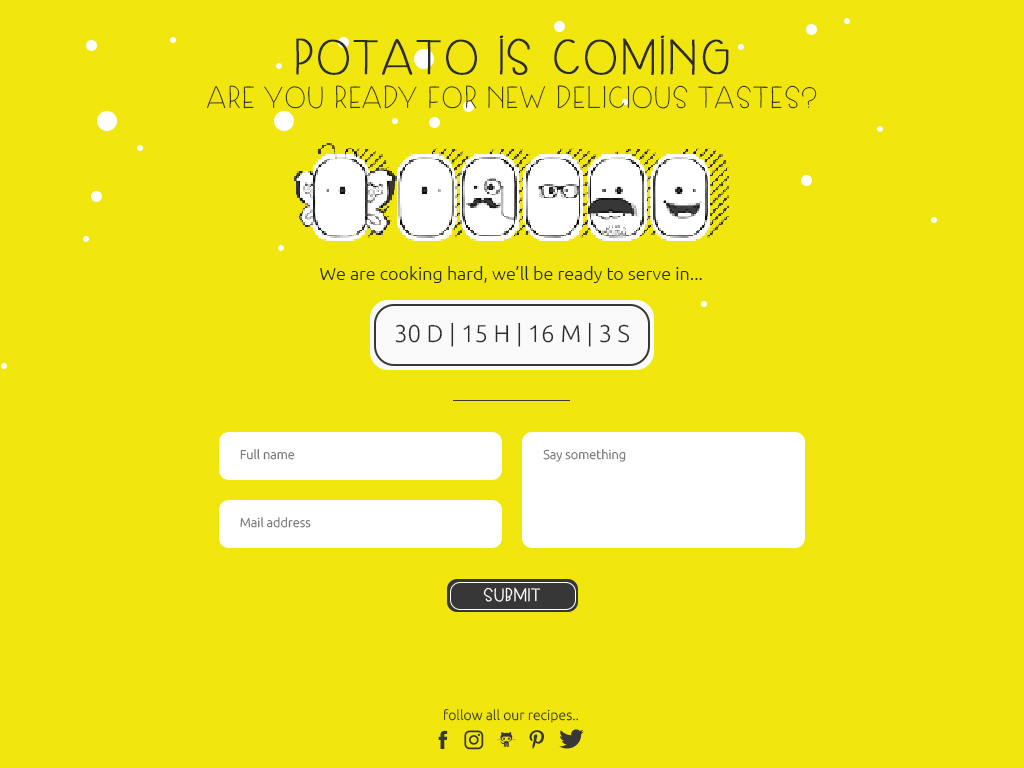 POTATO IS COMING
ARE YOU READY FOR NEW DELICIOUS TASTES?
We are cooking hard, we’ll be ready to serve in...
30 D | 15 H | 16 M | 3 S
Full name
Say something
Mail address
SUBMIT
follow all our recipes..